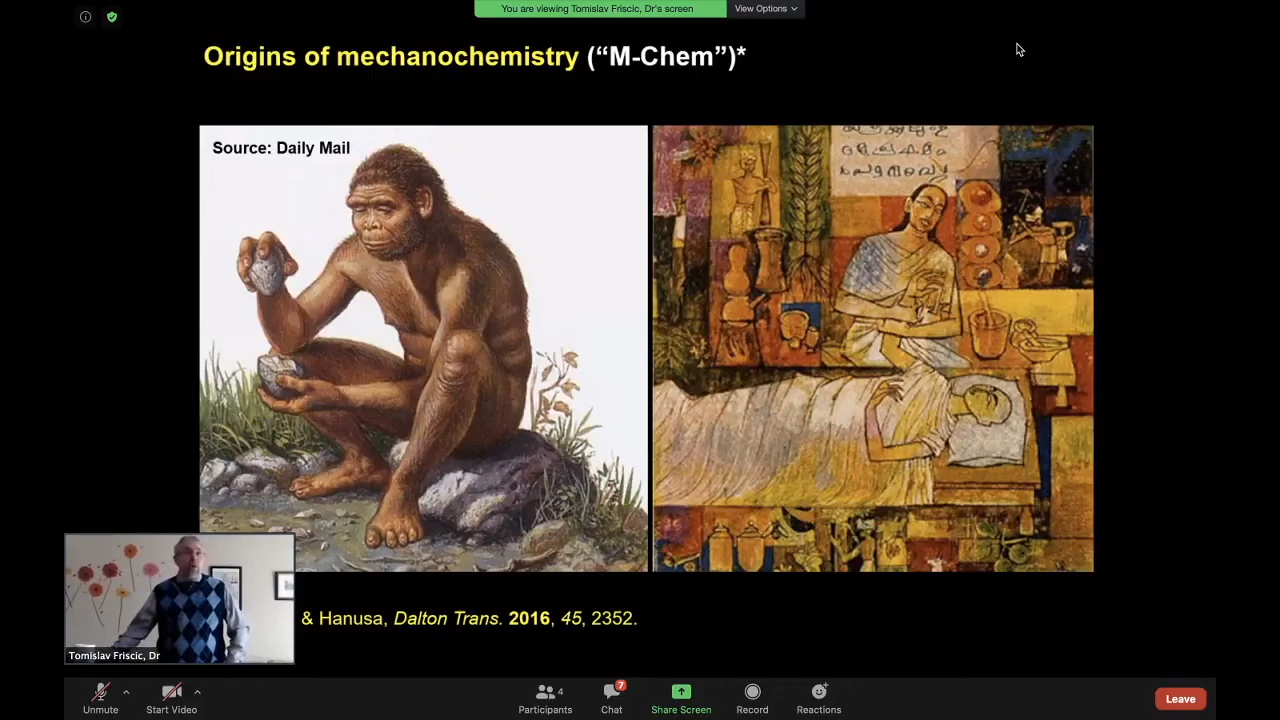 You are viewing Tomislav Friscic, Dr's screen
View Options
Origins of mechanochemistry (“M-Chem”)*
Source: Daily Mail
& Hanusa, Dalton Trans. 2016, 45, 2352.
Tomislav Friscic, Dr
Unmute
Start Video
4
Participants
7
Chat
Share Screen
Record
Reactions
Leave